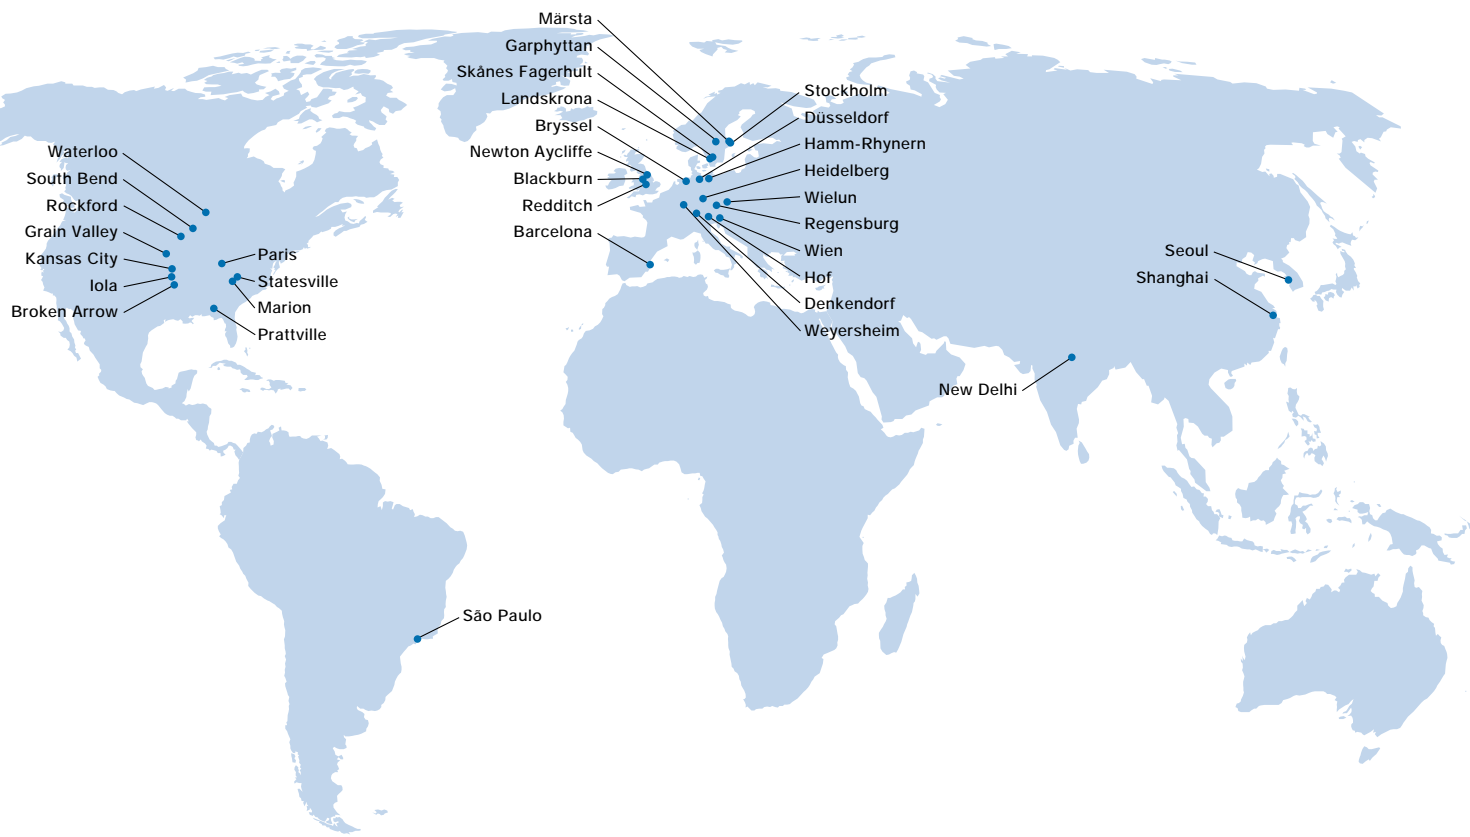 Waterloo
South Bend
Rockford
Grain Valley
Kansas City
Iola
Broken Arrow
Paris
Statesville
Marion
Prattville
São Paulo
Märsta
Garphyttan
Skånes Fagerhult
Landskrona
Bryssel
Newton Aycliffe
Blackburn
Redditch
Barcelona
Stockholm
Düsseldorf
Hamm-Rhynern
Heidelberg
Wielun
Regensburg
Wien
Hof
Denkendorf
Weyersheim
New Delhi
Seoul
Shanghai